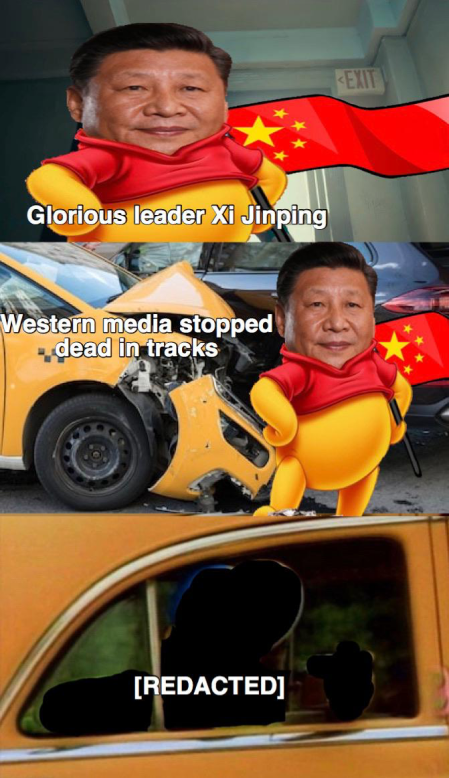 <EXIT
Glorious leader Xi Jinping
Western media stopped
dead in tracks
[REDACTED]